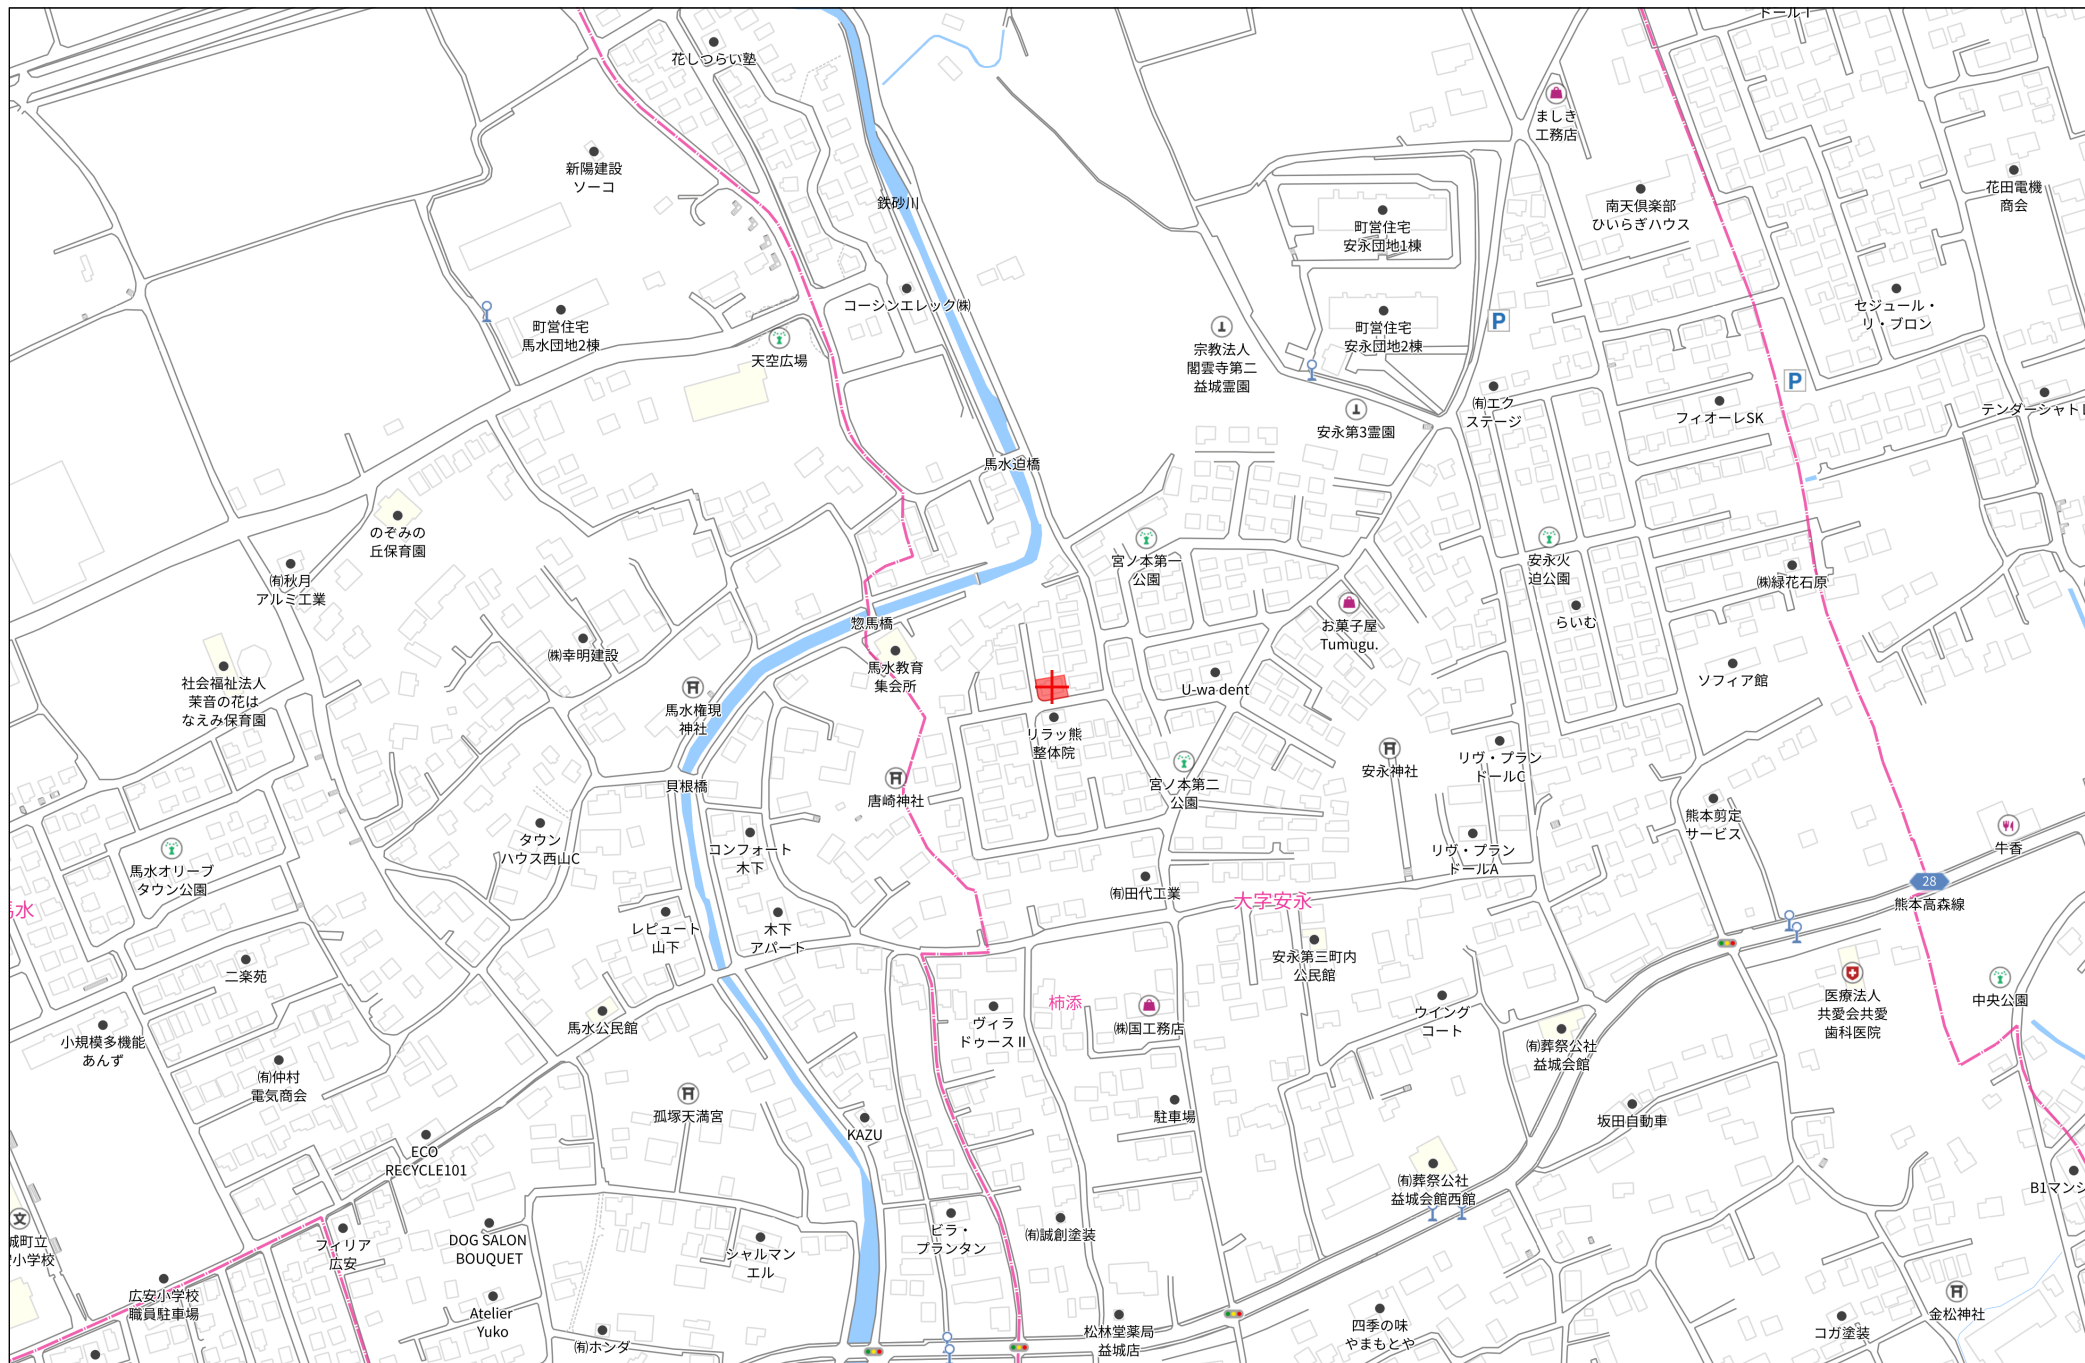 花しつらい塾
ましき
工務店
新陽建設
ソーコ
鉄砂川
町営住宅
安永団地1棟
南天倶楽部
ひいらぎハウス
花田電機
商会
コーシンエレック㈱
町営住宅
馬水団地2棟
天空広場
町営住宅
安永団地2棟
P
セジュール・
リ・ブロン
宗教法人
闍雲寺第二
益城霊園
P
㈲エク
ステージ
フィオーレSK
テンダーシャトレ
安永第3霊園
馬水迫橋
のぞみの
丘保育園
宮ノ本第一
公園
安永火
迫公園
㈱緑花石原
㈲秋月
アルミ工業
惣馬橋
お菓子屋
Tumugu.
らいむ
㈱幸明建設
馬水教育
集会所
社会福祉法人
茉音の花は
なえみ保育園
U-wa dent
ソフィア館
馬水権現
神社
リラッ熊
整体院
リヴ・プラン
ドールC
安永神社
貝根橋
唐崎神社
宮ノ本第二
公園
熊本剪定
サービス
タウン
ハウス西山C
コンフォート
木下
リヴ・プラン
ドールA
牛香
馬水オリーブ
タウン公園
㈲田代工業
28
大字安永
熊本高森線
レピュート
山下
木下
アパート
安永第三町内
公民館
二楽苑
柿添
医療法人
共愛会共愛
歯科医院
中央公園
馬水公民館
ヴィラ
ドゥースⅡ
㈱国工務店
ウイング
コート
小規模多機能
あんず
㈲葬祭公社
益城会館
㈲仲村
電気商会
孤塚天満宮
KAZU
駐車場
坂田自動車
ECO
RECYCLE101
㈲葬祭公社
益城会館西館
B1マンシ
文
城町立
小学校
フィリア
広安
DOG SALON
BOUQUET
シャルマン
エル
ビラ・
プランタン
㈲誠創塗装
広安小学校
職員駐車場
Atelier
Yuko
㈲ホンダ
松林堂薬局
益城店
四季の味
やまもとや
コガ塗装
金松神社